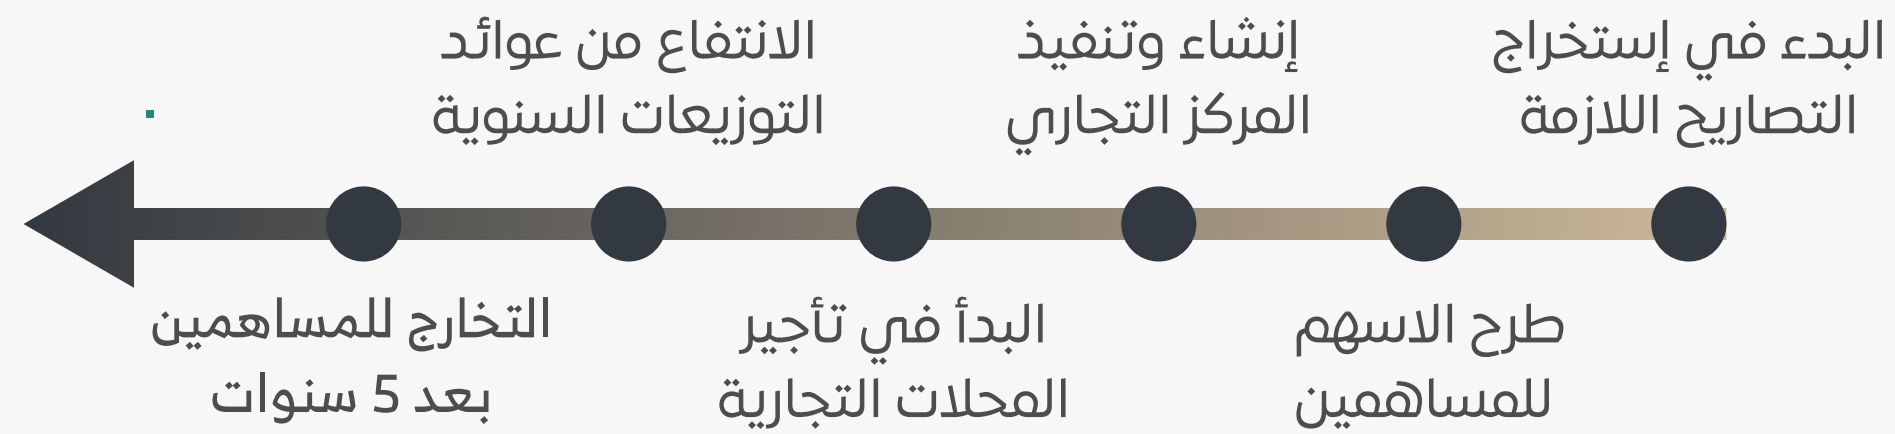 البدء في إستخراج
التصاريح اللازمة
طرح الاسهم
للمساهمين
إنشاء وتنفيذ
المركز التجاري
البدأ في تأجير
المحلات التجارية
الانتفاع من عوائد
التوزيعات السنوية
التخارج للمساهمين
بعد 5 سنوات